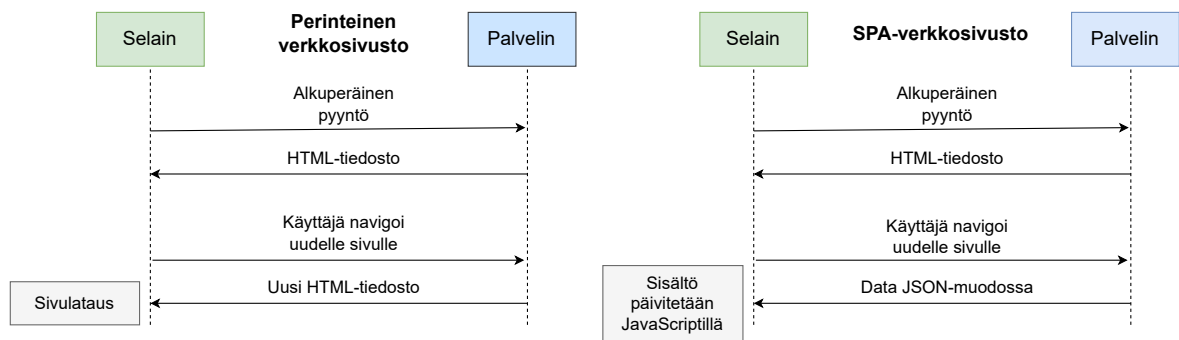 Selain
Perinteinen
verkkosivusto
Palvelin
Alkuperäinen
pyyntö
HTML-tiedosto
Käyttäjä navigoi
uudelle sivulle
Sivulataus
Uusi HTML-tiedosto
Selain
SPA-verkkosivusto
Palvelin
Alkuperäinen
pyyntö
HTML-tiedosto
Käyttäjä navigoi
uudelle sivulle
Sisältö
päivitetään
JavaScriptillä
Data JSON-muodossa